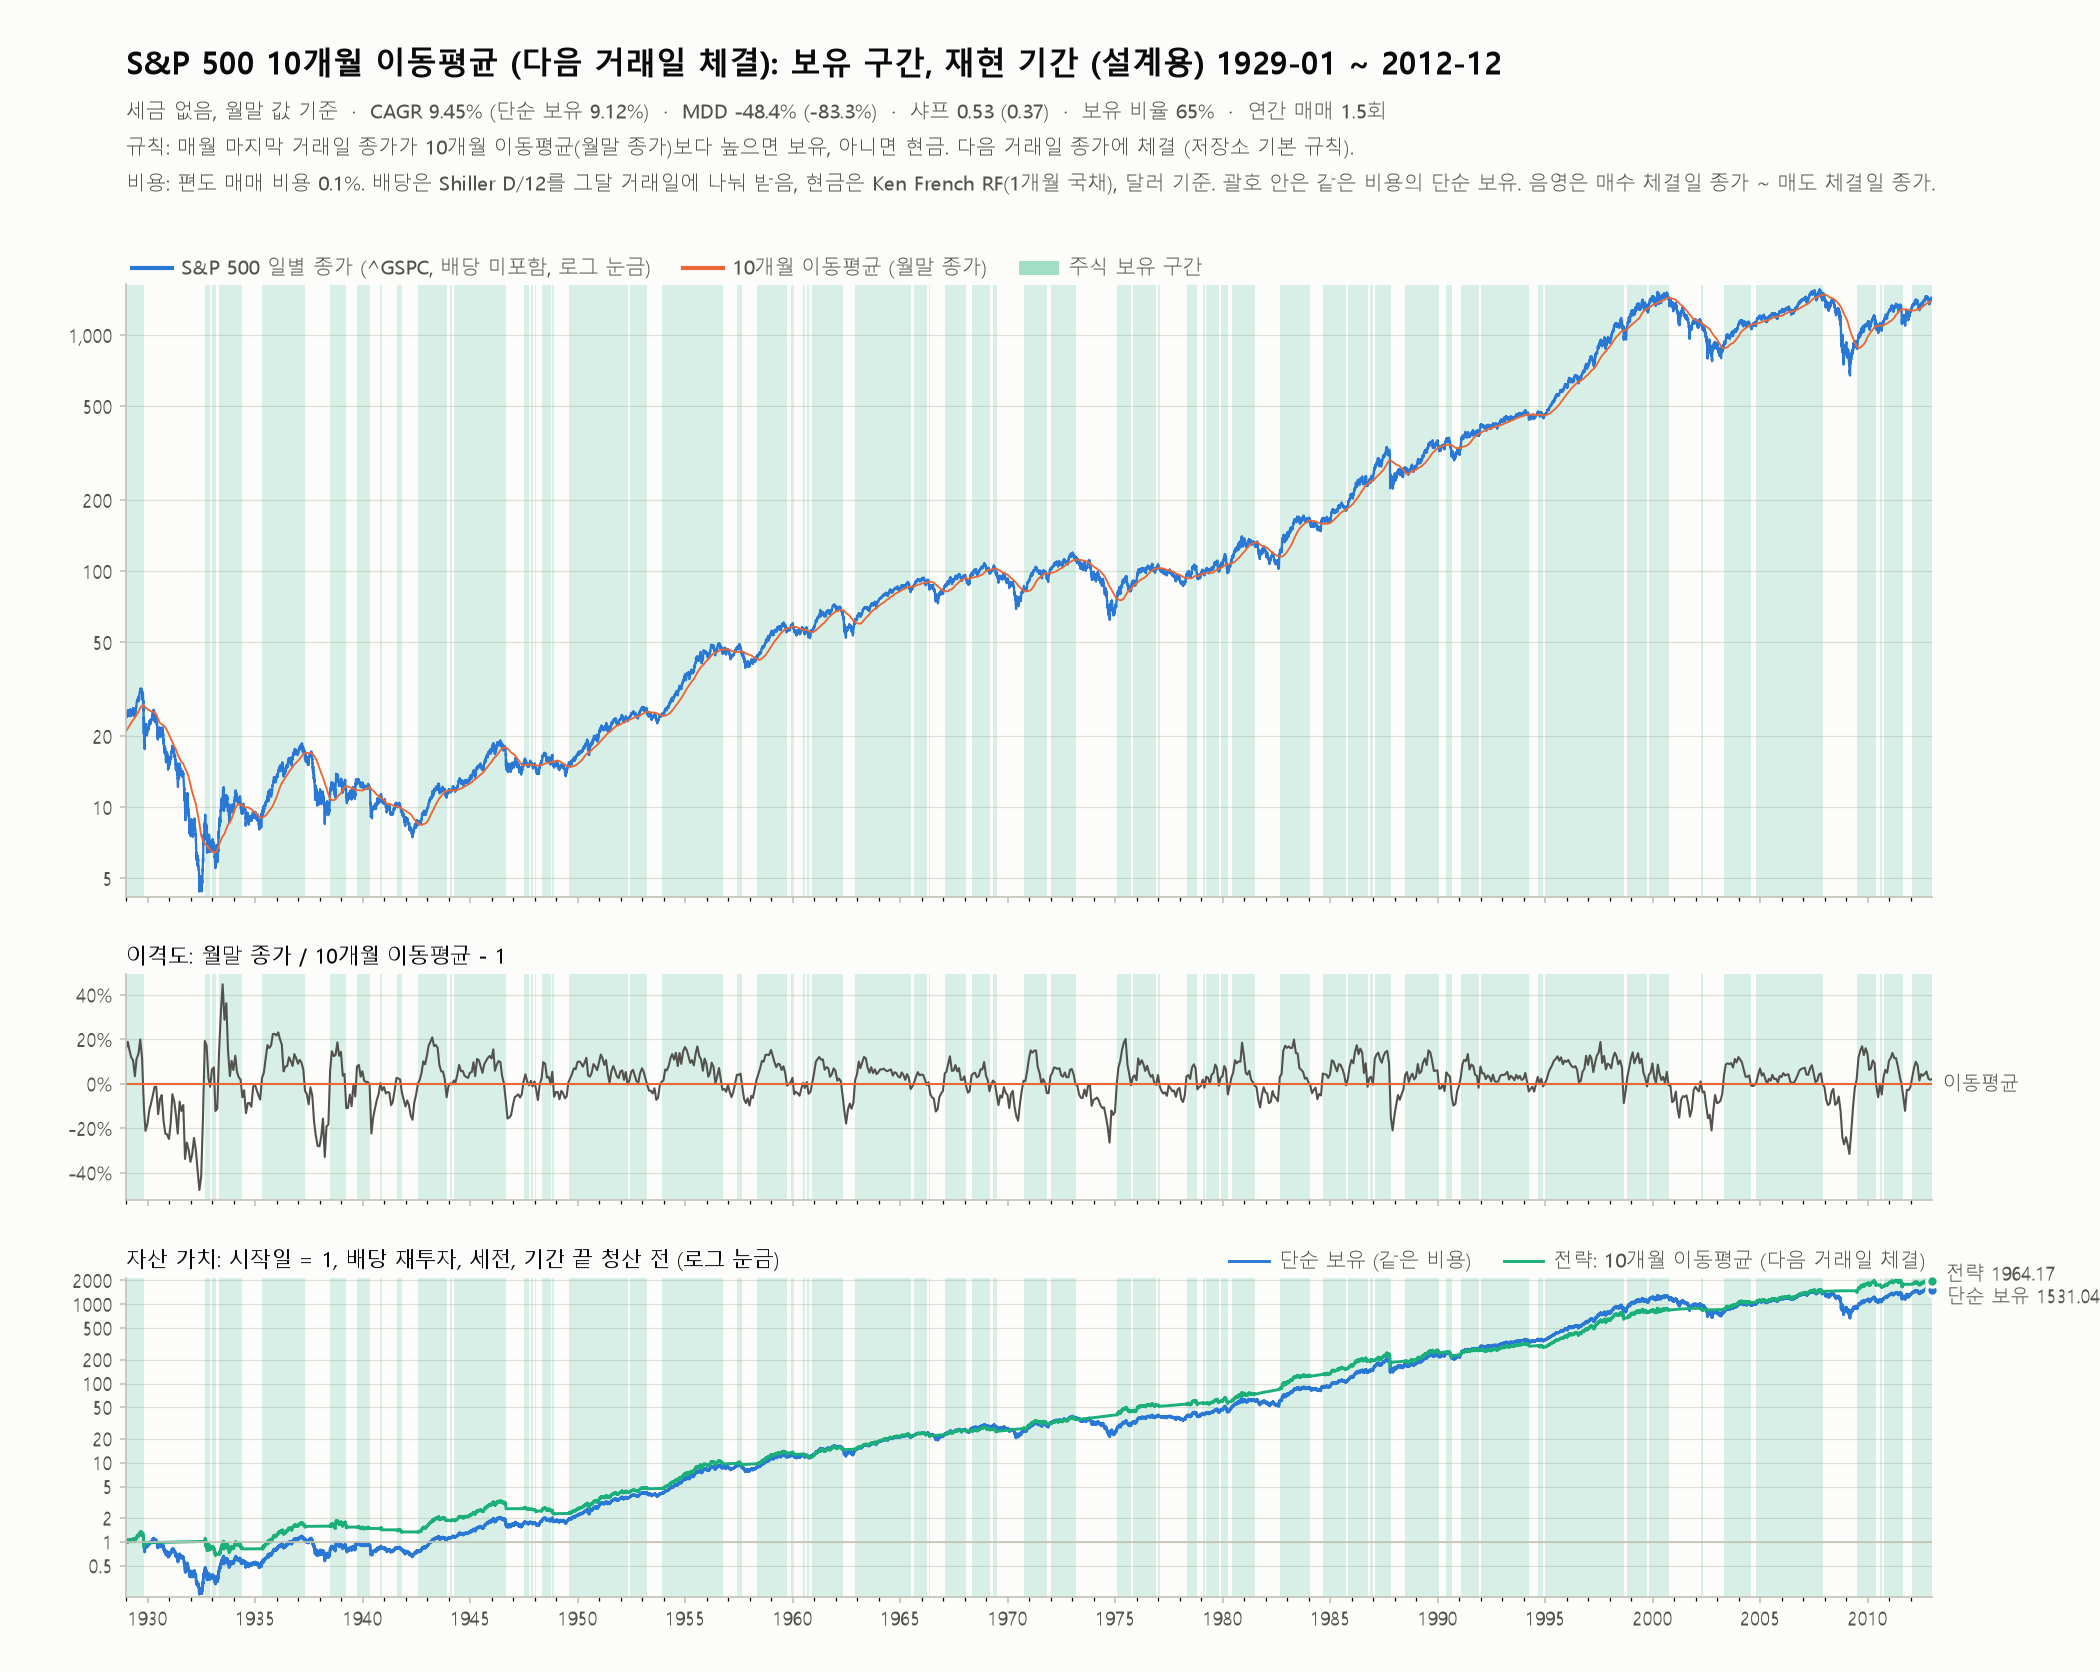 S&P 500 10개월 이동평균 (다음 거래일 체결): 보유 구간, 재현 기간 (설계용) 1929-01 ~ 2012-12
세금 없음, 월말 값 기준 · CAGR 9.45% (단순 보유 9.12%) · MDD -48.4% (-83.3%) · 샤프 0.53 (0.37) · 보유 비율 65% · 연간 매매 1.5회
규칙: 매월 마지막 거래일 종가가 10개월 이동평균(월말 종가)보다 높으면 보유, 아니면 현금. 다음 거래일 종가에 체결 (저장소 기본 규칙).
비용: 편도 매매 비용 0.1%. 배당은 Shiller D/12를 그달 거래일에 나눠 받음, 현금은 Ken French RF(1개월 국채), 달러 기준. 괄호 안은 같은 비용의 단순 보유. 음영은 매수 체결일 종가 ~ 매도 체결일 종가.
S&P 500 일별 종가 (^GSPC, 배당 미포함, 로그 눈금) 10개월 이동평균 (월말 종가) 주식 보유 구간
1,000
500
200
100
50
20
10
5
이격도: 월말 종가 / 10개월 이동평균 - 1
40%
20%
0%
-20%
-40%
이동평균
자산 가치: 시작일 = 1, 배당 재투자, 세전, 기간 끝 청산 전 (로그 눈금)
단순 보유 (같은 비용) 전략: 10개월 이동평균 (다음 거래일 체결)
전략 1964.17
단순 보유 1531.04
2000
1000
500
200
100
50
20
10
5
2
1
0.5
1930 1935 1940 1945 1950 1955 1960 1965 1970 1975 1980 1985 1990 1995 2000 2005 2010